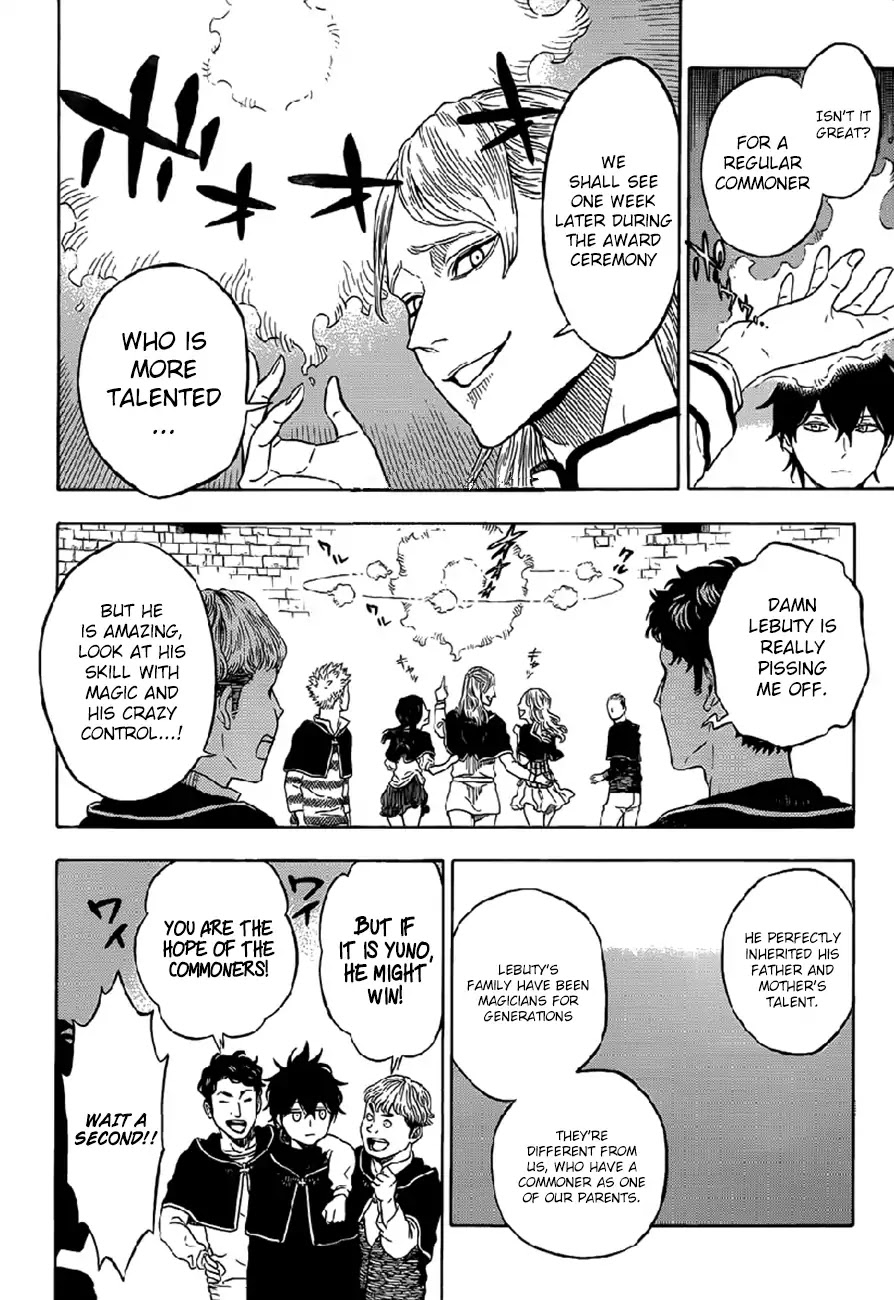 ISN'T IT
GREAT?
FOR A
REGULAR
COMMONER
WE
SHALL SEE
ONE WEEK
LATER DURING
THE AWARD
CEREMONY
WHO IS
MORE
TALENTED
...
DAMN
LEBUTY IS
REALLY
PISSING
ME OFF.
BUT HE
IS AMAZING,
LOOK AT HIS
SKILL WITH
MAGIC AND
HIS CRAZY
CONTROL...!
HE PERFECTLY
INHERITED HIS
FATHER AND
MOTHER'S
TALENT.
LEBUTY'S
FAMILY HAVE BEEN
MAGICIANS FOR
GENERATIONS
THEY'RE
DIFFERENT FROM
US, WHO HAVE A
COMMONER AS ONE
OF OUR PARENTS.
BUT IF
IT IS YUNO,
HE MIGHT
WIN!
YOU ARE THE
HOPE OF THE
COMMONERS!
ワイ
ワイ
WAIT A
SECOND!!